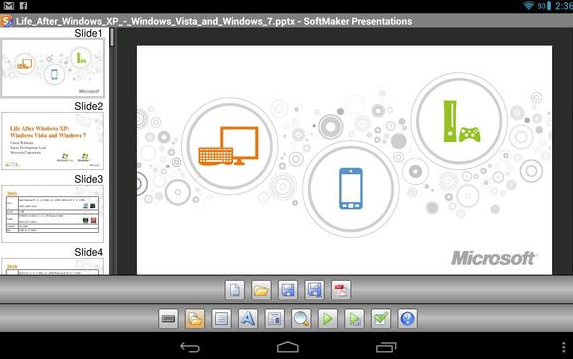 93
2:36
Life_After_Windows_XP_-_Windows_Vista_and_Windows_7.pptx - SoftMaker Presentations
Slide1
Microsoft
Slide2
Life After Windows XP:
Windows Vista and Windows 7
Slide3
Slide4
Microsoft